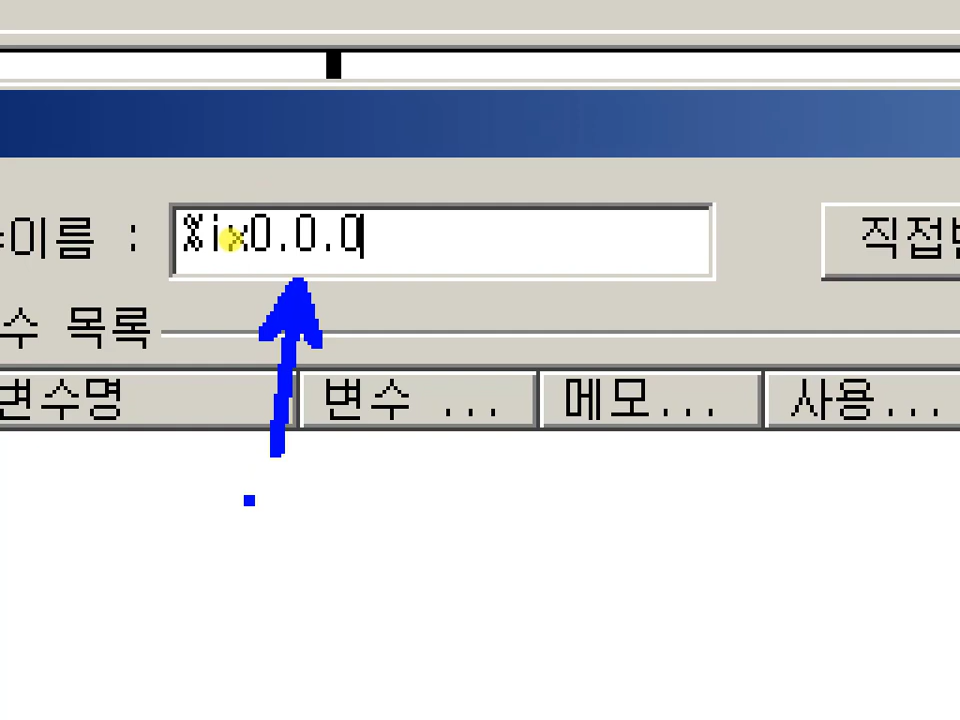 이름 : %ix0.0.0 직접
수 목록
변수명 변수 ... 메모... 사용...